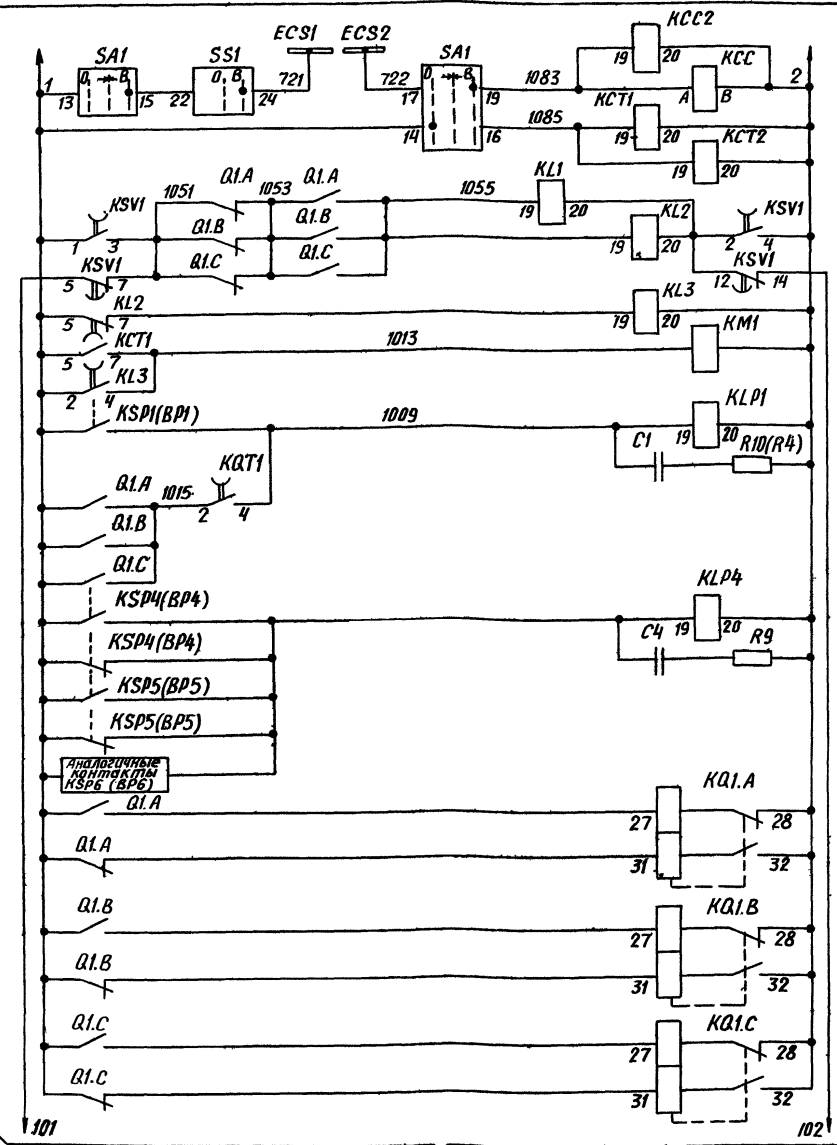 ECS1 ECS2 KCC2
SA1 SS1 SA1 19 20 KCC
1 O B O B 721 722 O B 1083 2
13 15 22 24 17 19 A B
KCT1
14 16 1085 19 20 KCT2
19 20
Q1.A Q1.A
KSV1 1051 1053 1055 KL1 KSV1
Q1.B Q1.B 19 20 KL2
1 3 19 20 2 4
KSV1 Q1.C Q1.C KSV1
5 7 12 14
KL2 KL3
5 7 19 20
KCT1 1013 KM1
5 7
KL3
2 4
KSP1(BP1) 1009 KLP1
C1 19 20 R10(R4)
KQT1
Q1.A 1015
2 4
Q1.B
Q1.C
KSP4(BP4) KLP4
KSP4(BP4) C4 19 20 R9
KSP5(BP5)
KSP5(BP5)
Аналогичные
контакты
KSP6 (BP6)
Q1.A KQ1.A
27 28
Q1.A 31 32
Q1.B KQ1.B
27 28
Q1.B 31 32
Q1.C KQ1.C
27 28
Q1.C 31 32
101 102